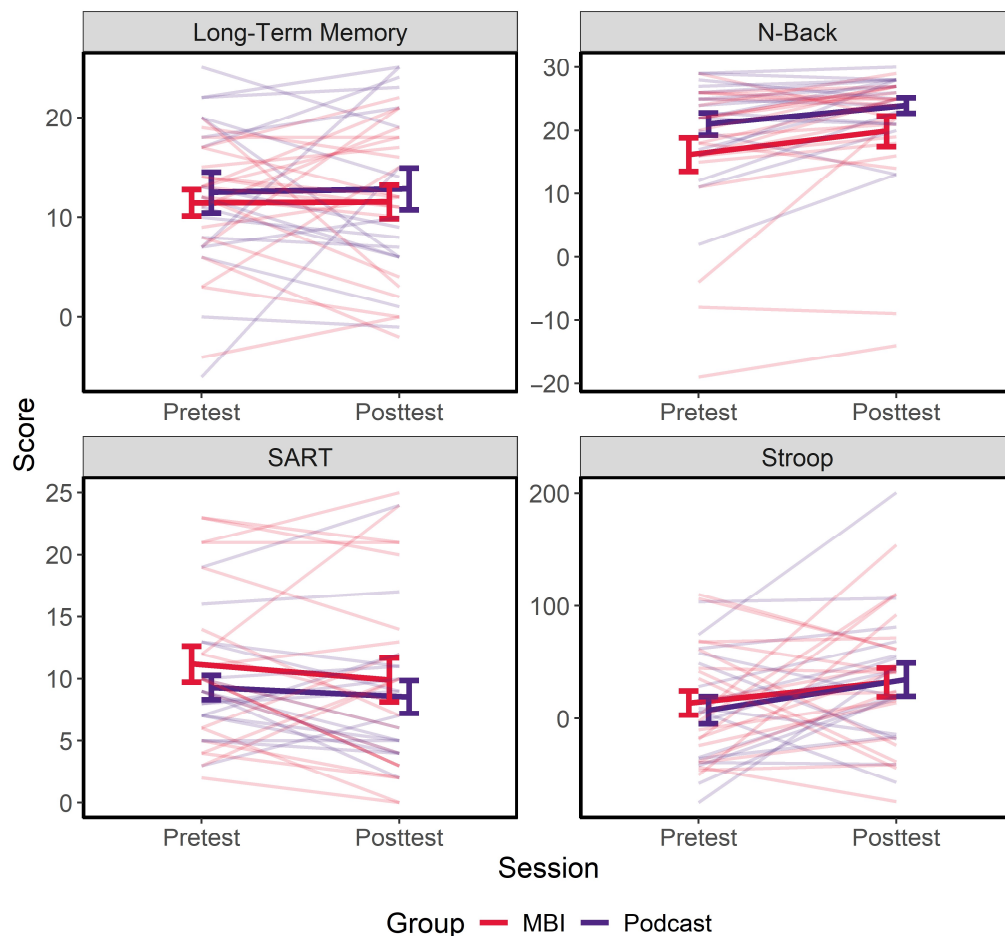 Long-Term Memory
N-Back
20
10
0
30
20
10
0
−10
−20
Pretest
Posttest
Pretest
Posttest
Score
SART
Stroop
25
20
15
10
5
0
200
100
0
Pretest
Posttest
Pretest
Posttest
Session
Group MBI Podcast